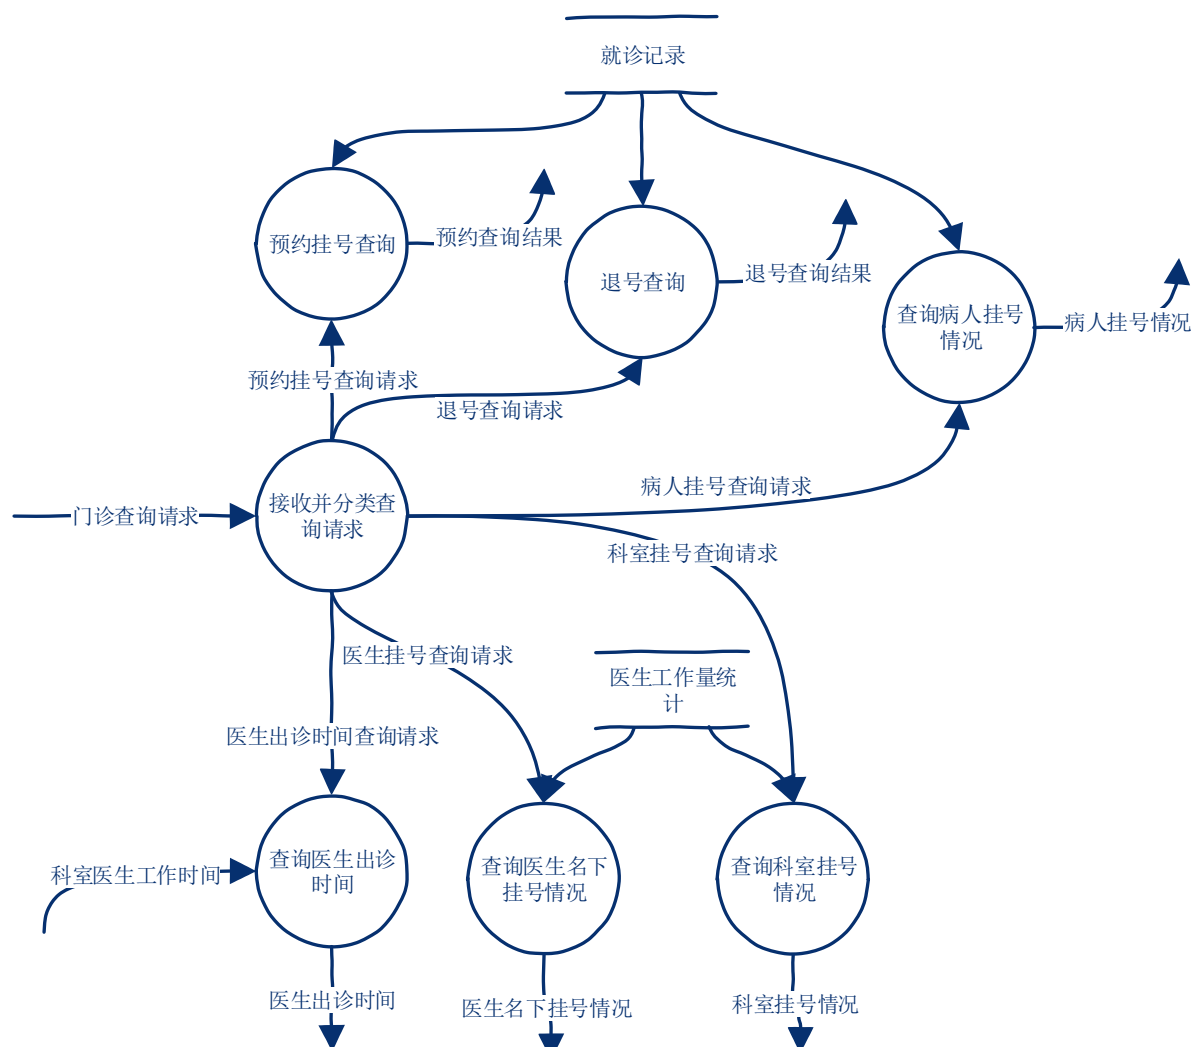 就诊记录
预约挂号查询
预约查询结果
退号查询
退号查询结果
查询病人挂号
情况
病人挂号情况
预约挂号查询请求
退号查询请求
病人挂号查询请求
门诊查询请求
接收并分类查
询请求
科室挂号查询请求
医生挂号查询请求
医生工作量统
计
医生出诊时间查询请求
科室医生工作时间
查询医生出诊
时间
查询医生名下
挂号情况
查询科室挂号
情况
医生出诊时间
医生名下挂号情况
科室挂号情况